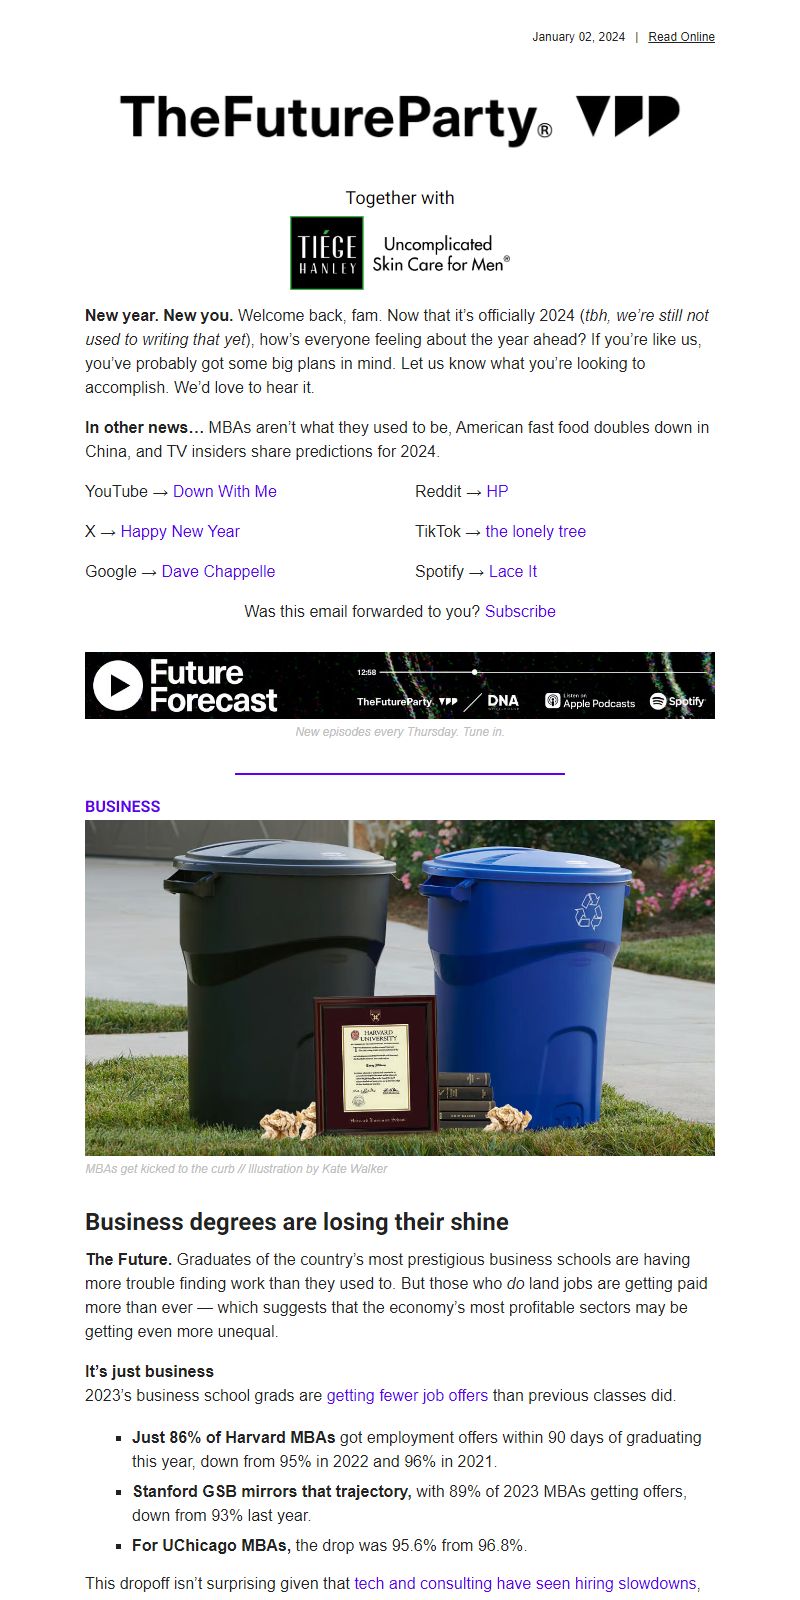 January 02, 2024 | Read Online
TheFutureParty®
Together with
TIÉGE
HANLEY
Uncomplicated
Skin Care for Men®
New year. New you. Welcome back, fam. Now that it's officially 2024 (tbh, we're still not
used to writing that yet), how's everyone feeling about the year ahead? If you're like us,
you've probably got some big plans in mind. Let us know what you're looking to
accomplish. We'd love to hear it.
In other news… MBAs aren't what they used to be, American fast food doubles down in
China, and TV insiders share predictions for 2024.
YouTube → Down With Me
Reddit → HP
X → Happy New Year
TikTok → the lonely tree
Google → Dave Chappelle
Spotify → Lace It
Was this email forwarded to you? Subscribe
Future
Forecast
12:58
TheFutureParty
DNA
Listen on
Apple Podcasts
Spotify
New episodes every Thursday. Tune in.
BUSINESS
HARVARD
UNIVERSITY
Harvard Business School
MBAs get kicked to the curb // Illustration by Kate Walker
Business degrees are losing their shine
The Future. Graduates of the country's most prestigious business schools are having
more trouble finding work than they used to. But those who do land jobs are getting paid
more than ever — which suggests that the economy's most profitable sectors may be
getting even more unequal.
It's just business
2023's business school grads are getting fewer job offers than previous classes did.
▪ Just 86% of Harvard MBAs got employment offers within 90 days of graduating
this year, down from 95% in 2022 and 96% in 2021.
▪ Stanford GSB mirrors that trajectory, with 89% of 2023 MBAs getting offers,
down from 93% last year.
▪ For UChicago MBAs, the drop was 95.6% from 96.8%.
This dropoff isn't surprising given that tech and consulting have seen hiring slowdowns,